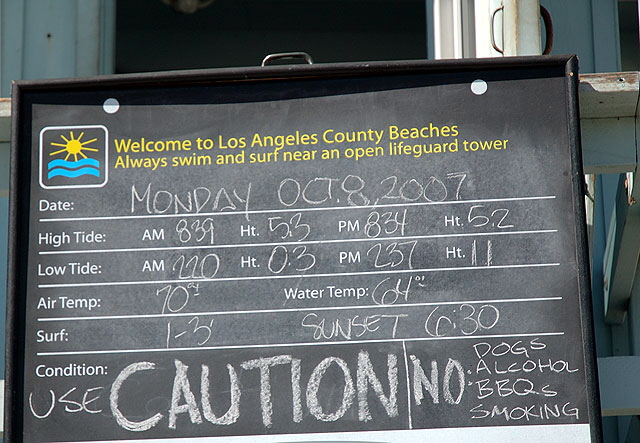 Welcome to Los Angeles County Beaches
Always swim and surf near an open lifeguard tower
Date: MONDAY OCT. 8, 2007
High Tide: AM 839 Ht. 5.3 PM 834 Ht. 5.2
Low Tide: AM 220 Ht. 0.3 PM 237 Ht. 1.1
Air Temp: 70° Water Temp: 64°
Surf: 1-3' SUNSET 6:30
Condition:
USE CAUTION NO: DOGS
ALCOHOL
BBQs
SMOKING